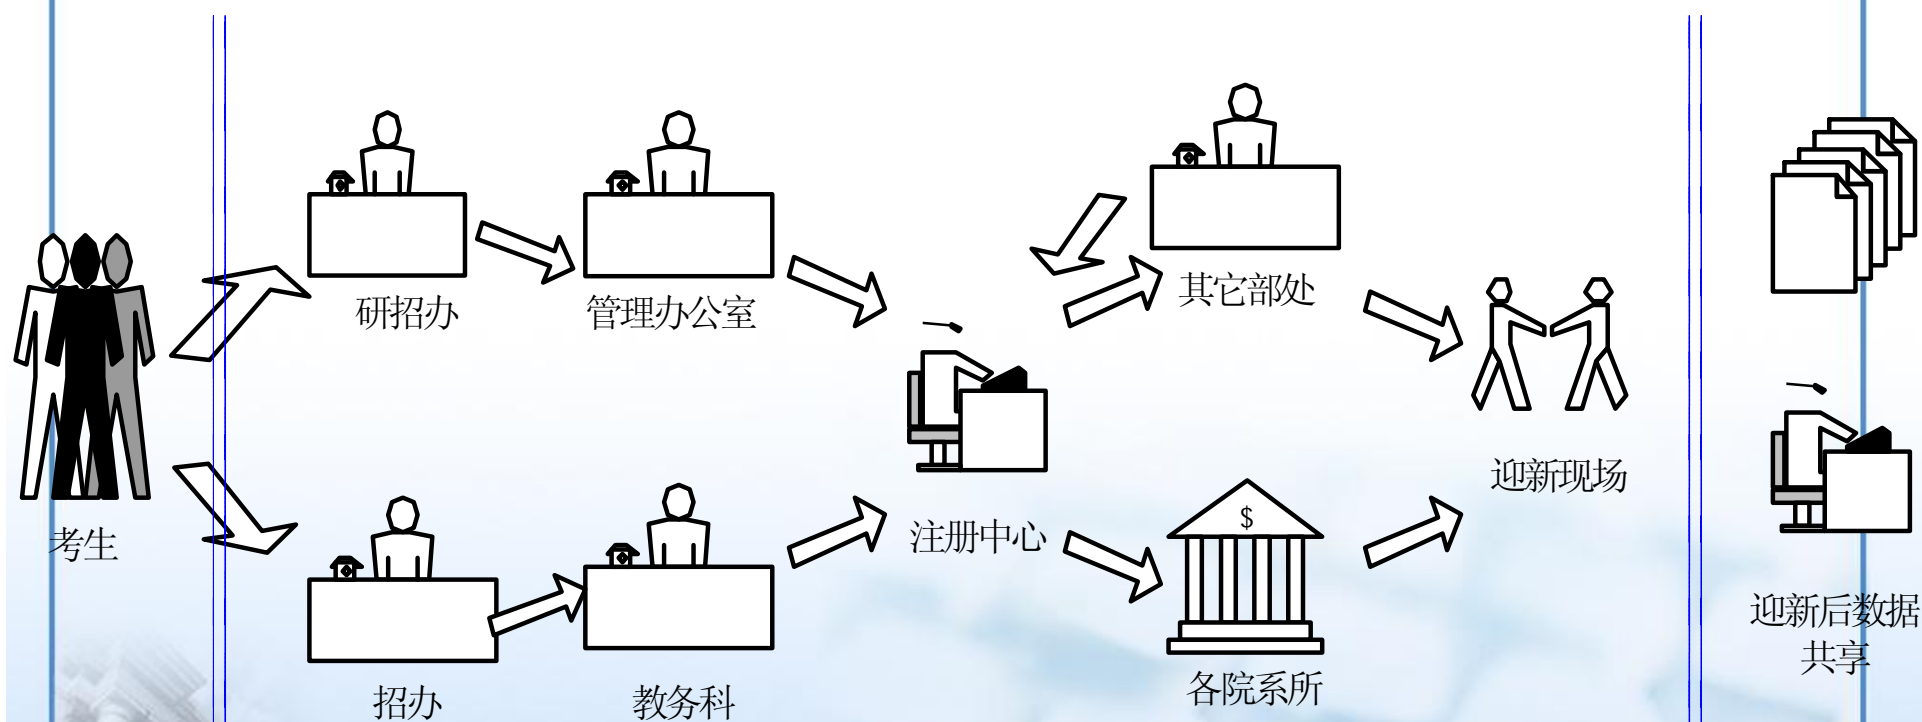 考生
研招办
管理办公室
招办
教务科
注册中心
其它部处
$
各院系所
迎新现场
迎新后数据
共享